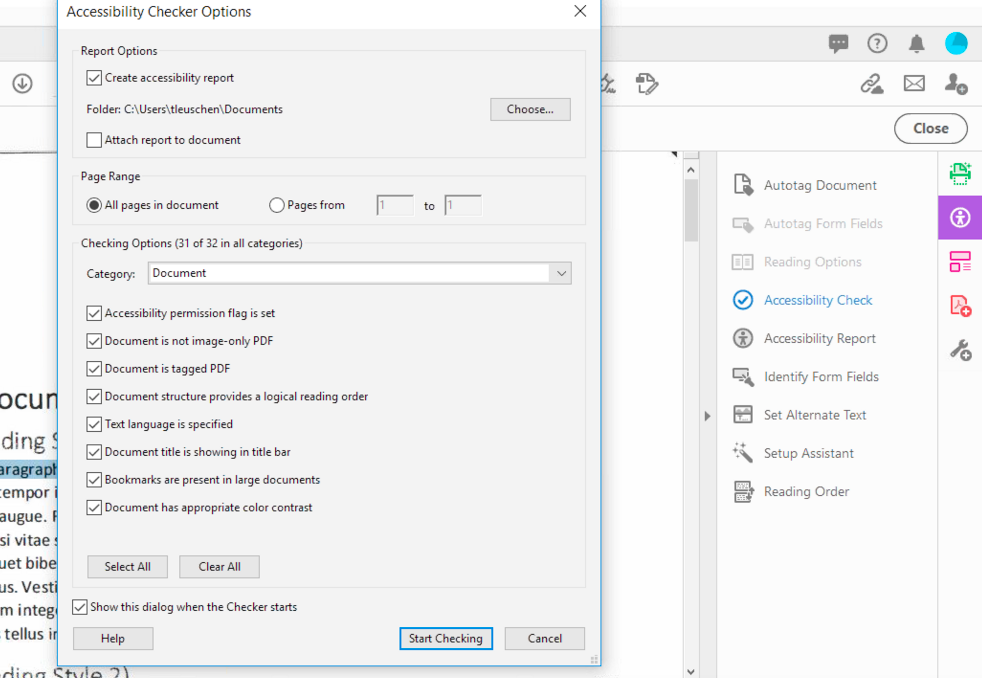 Accessibility Checker Options
Report Options
Create accessibility report
Folder: C:\Users\tleuschen\Documents
Choose...
Attach report to document
Page Range
All pages in document
Pages from
1
to
1
Checking Options (31 of 32 in all categories)
Category:
Document
Accessibility permission flag is set
Document is not image-only PDF
Document is tagged PDF
Document structure provides a logical reading order
Text language is specified
Document title is showing in title bar
Bookmarks are present in large documents
Document has appropriate color contrast
Select All
Clear All
Show this dialog when the Checker starts
Help
Start Checking
Cancel
ocum
ding S
aragraph
tempor i
augue. F
si vitae s
uet bibe
us. Vesti
m intege
s tellus in
ding Style 2)
Close
Autotag Document
Autotag Form Fields
Reading Options
Accessibility Check
Accessibility Report
Identify Form Fields
Set Alternate Text
Setup Assistant
Reading Order